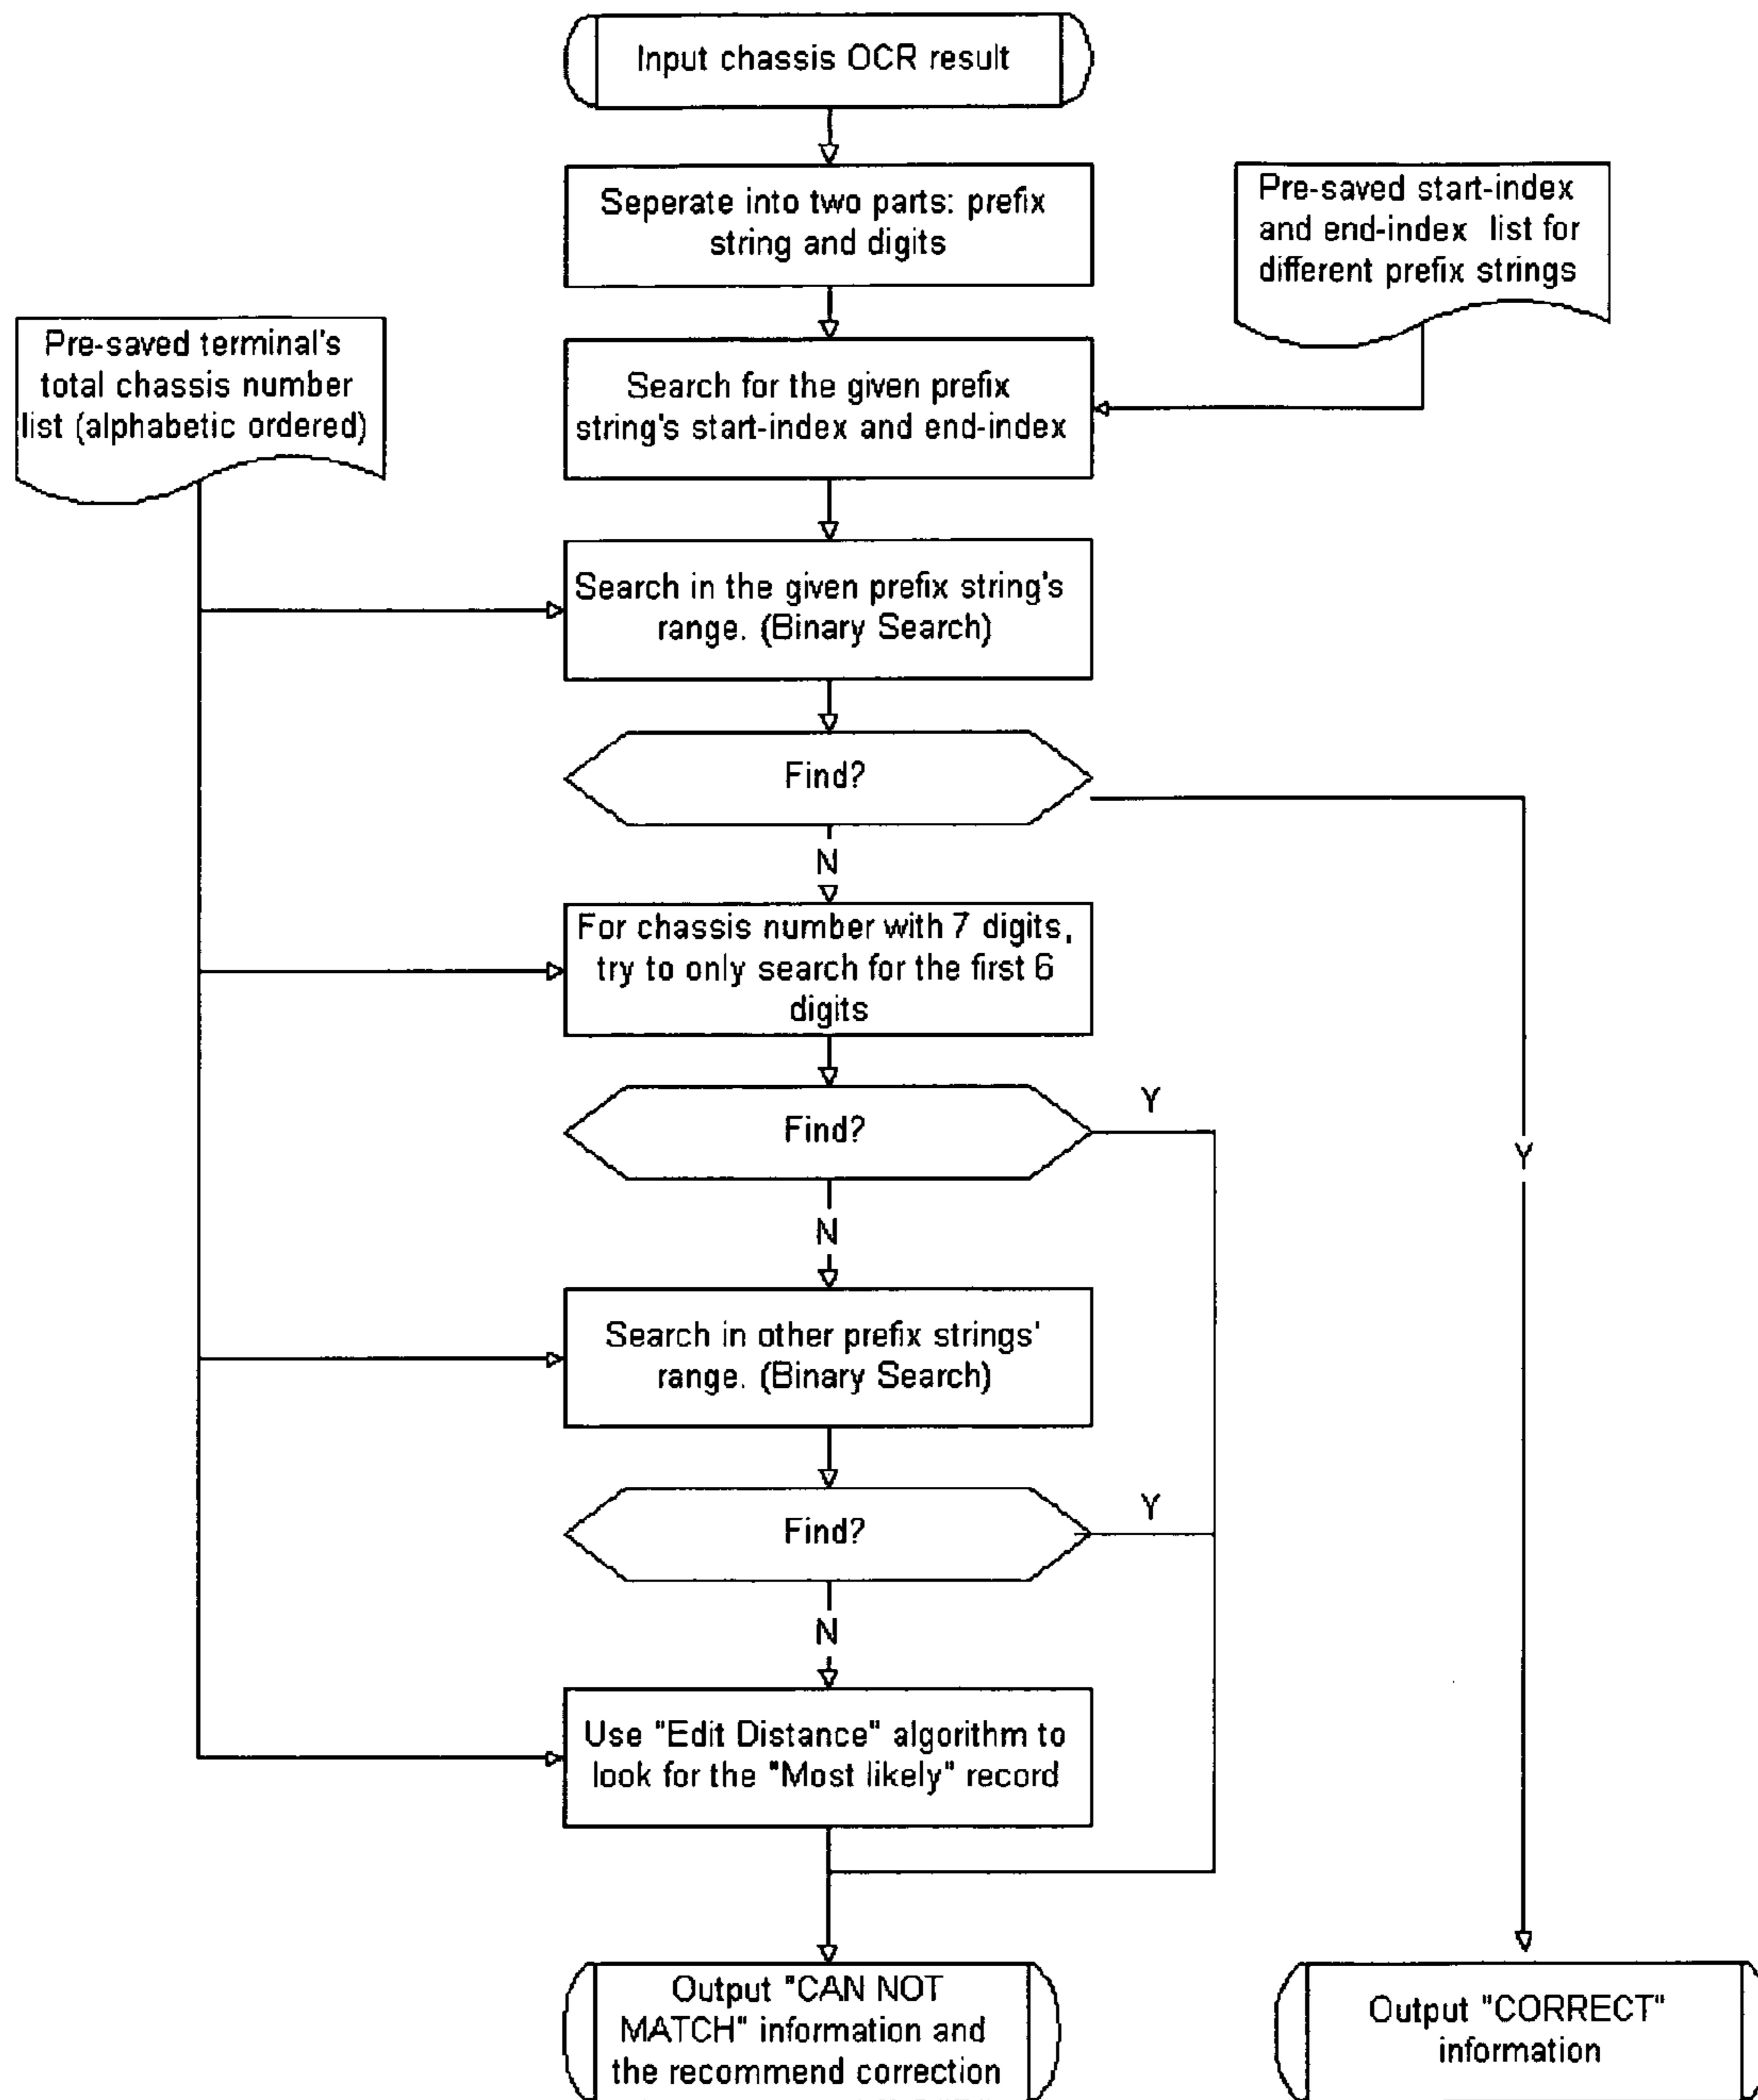 Input chassis OCR result
Seperate into two parts: prefix
string and digits
Pre-saved start-index
and end-index list for
different prefix strings
Pre-saved terminal's
total chassis number
list (alphabetic ordered)
Search for the given prefix
string's start-index and end-index
Search in the given prefix string's
range. (Binary Search)
Find?
N
For chassis number with 7 digits,
try to only search for the first 6
digits
Find?
Y
Y
N
Search in other prefix strings'
range. (Binary Search)
Find?
Y
N
Use "Edit Distance" algorithm to
look for the "Most likely" record
Output "CAN NOT
MATCH" information and
the recommend correction
Output "CORRECT"
information